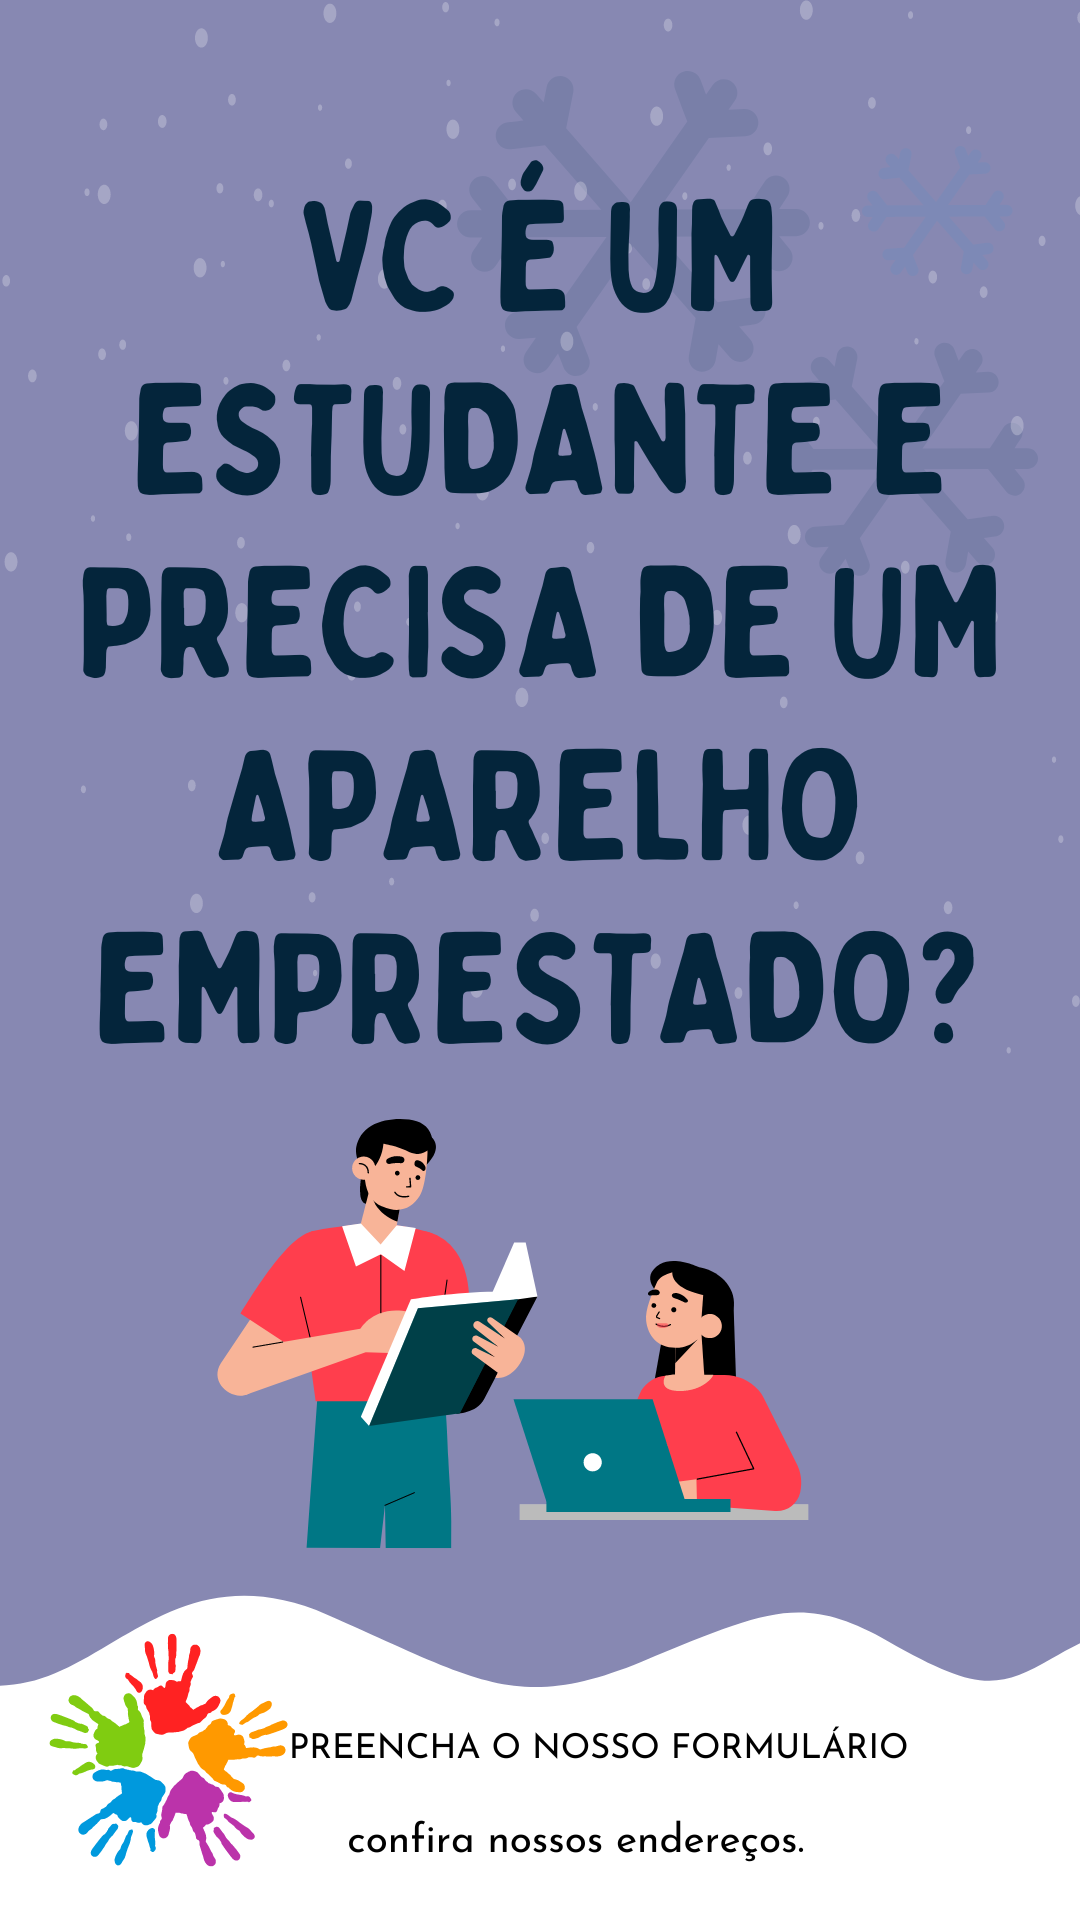 VC É UM
ESTUDANTE E
PRECISA DE UM
APARELHO
EMPRESTADO?
PREENCHA O NOSSO FORMULÁRIO
confira nossos endereços.